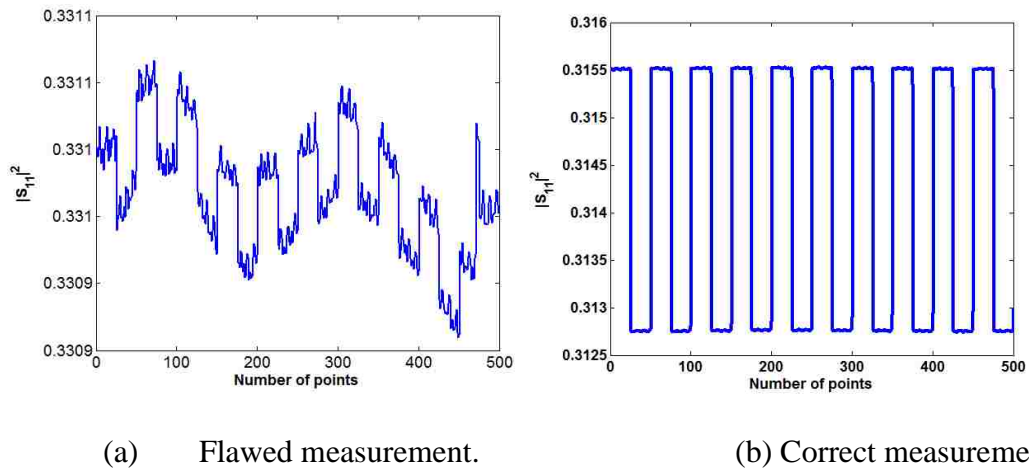 0.3311
0.3311
0.331
0.331
0.3309
0.3309
|s11|^2
0 100 200 300 400 500
Number of points
0.316
0.3155
0.315
0.3145
0.314
0.3135
0.313
0.3125
|s11|^2
0 100 200 300 400 500
Number of points
(a) Flawed measurement.
(b) Correct measureme